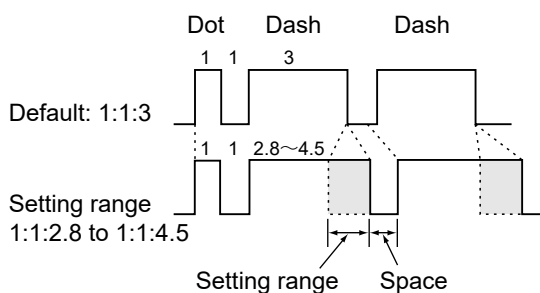 Dot Dash Dash
1 1 3
Default: 1:1:3
1 1 2.8～4.5
Setting range
1:1:2.8 to 1:1:4.5
Setting range Space